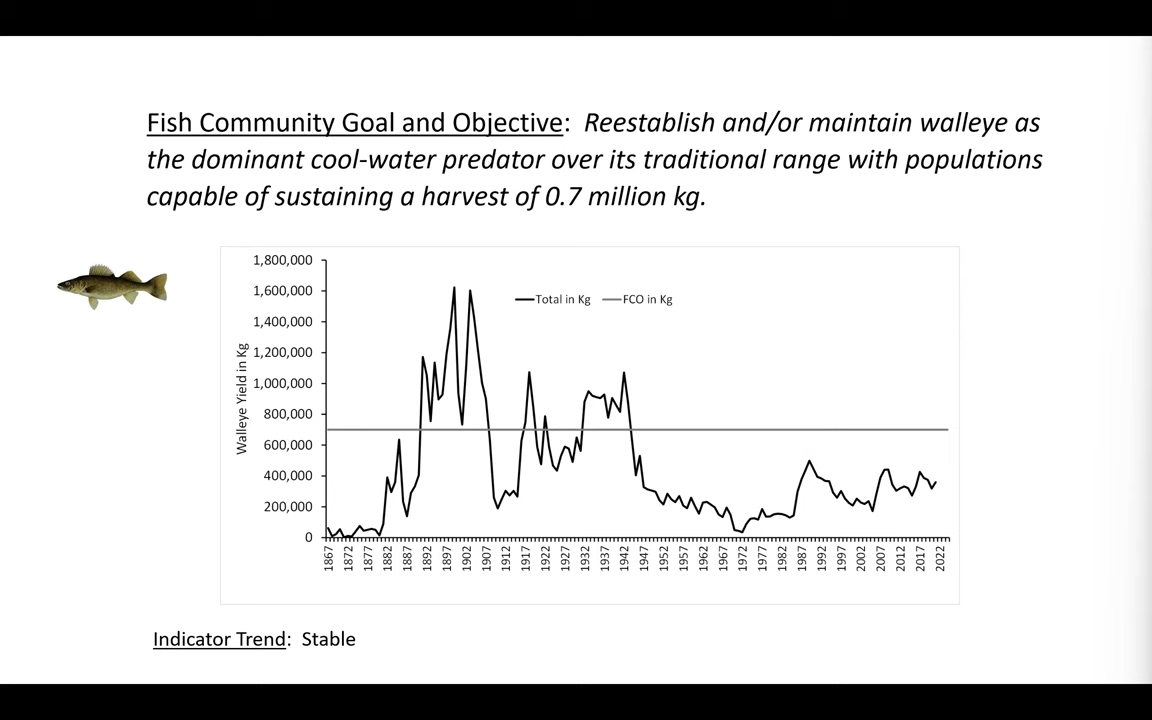 Fish Community Goal and Objective: Reestablish and/or maintain walleye as
the dominant cool-water predator over its traditional range with populations
capable of sustaining a harvest of 0.7 million kg.
1,800,000
1,600,000
1,400,000
1,200,000
1,000,000
800,000
600,000
400,000
200,000
0
Walleye Yield in Kg
Total in Kg FCO in Kg
1867 1872 1877 1882 1887 1892 1897 1902 1907 1912 1917 1922 1927 1932 1937 1942 1947 1952 1957 1962 1967 1972 1977 1982 1987 1992 1997 2002 2007 2012 2017 2022
Indicator Trend: Stable